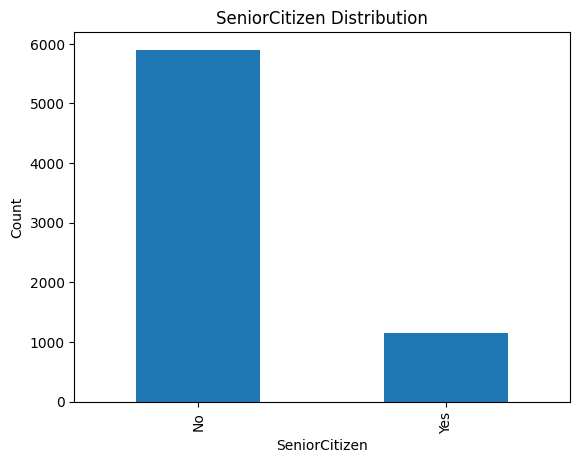 SeniorCitizen Distribution
6000
5000
4000
3000
2000
1000
0
Count
No
Yes
SeniorCitizen